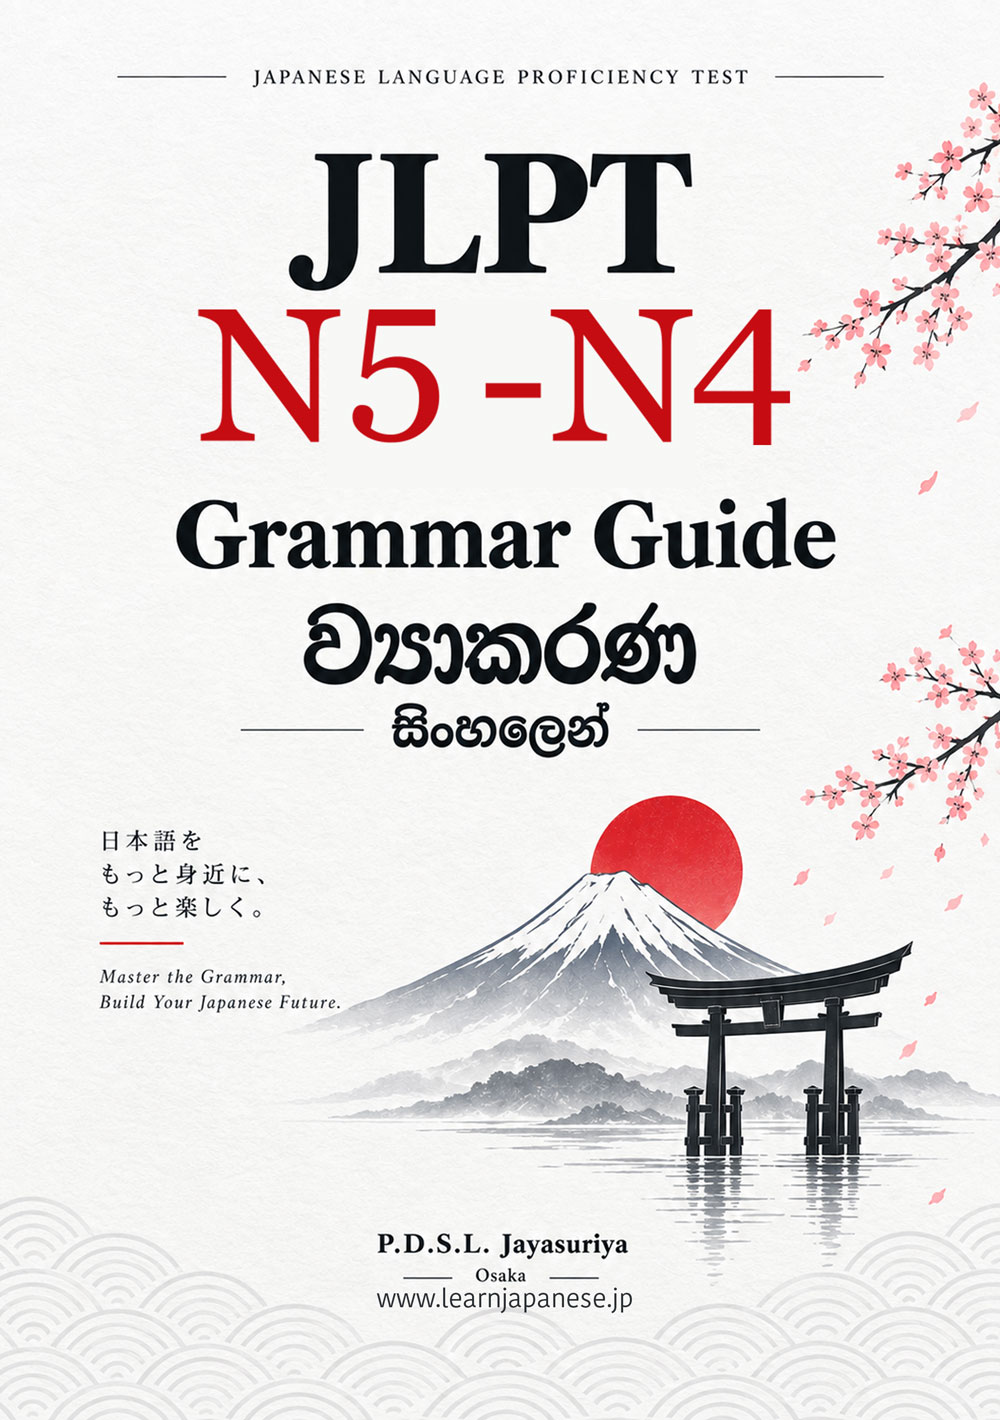 JAPANESE LANGUAGE PROFICIENCY TEST
JLPT
N5 -N4
Grammar Guide
ව්‍යාකරණ
සිංහලෙන්
日本語を
もっと身近に、
もっと楽しく。
Master the Grammar,
Build Your Japanese Future.
P.D.S.L. Jayasuriya
Osaka
www.learnjapanese.jp